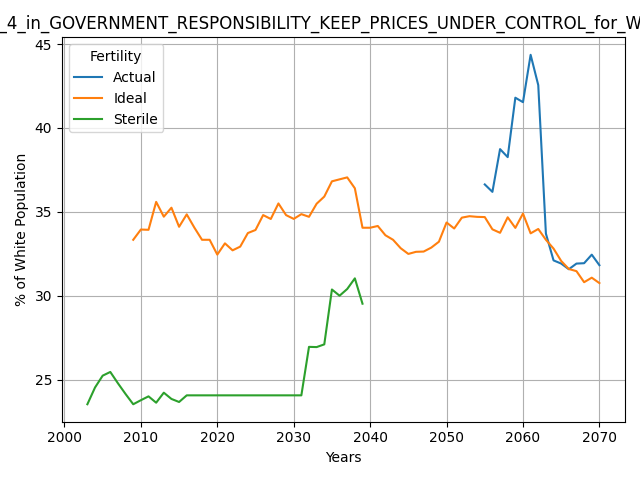 _4_in_GOVERNMENT_RESPONSIBILITY_KEEP_PRICES_UNDER_CONTROL_for_W
Fertility
Actual
Ideal
Sterile
% of White Population
45
40
35
30
25
2000 2010 2020 2030 2040 2050 2060 2070
Years